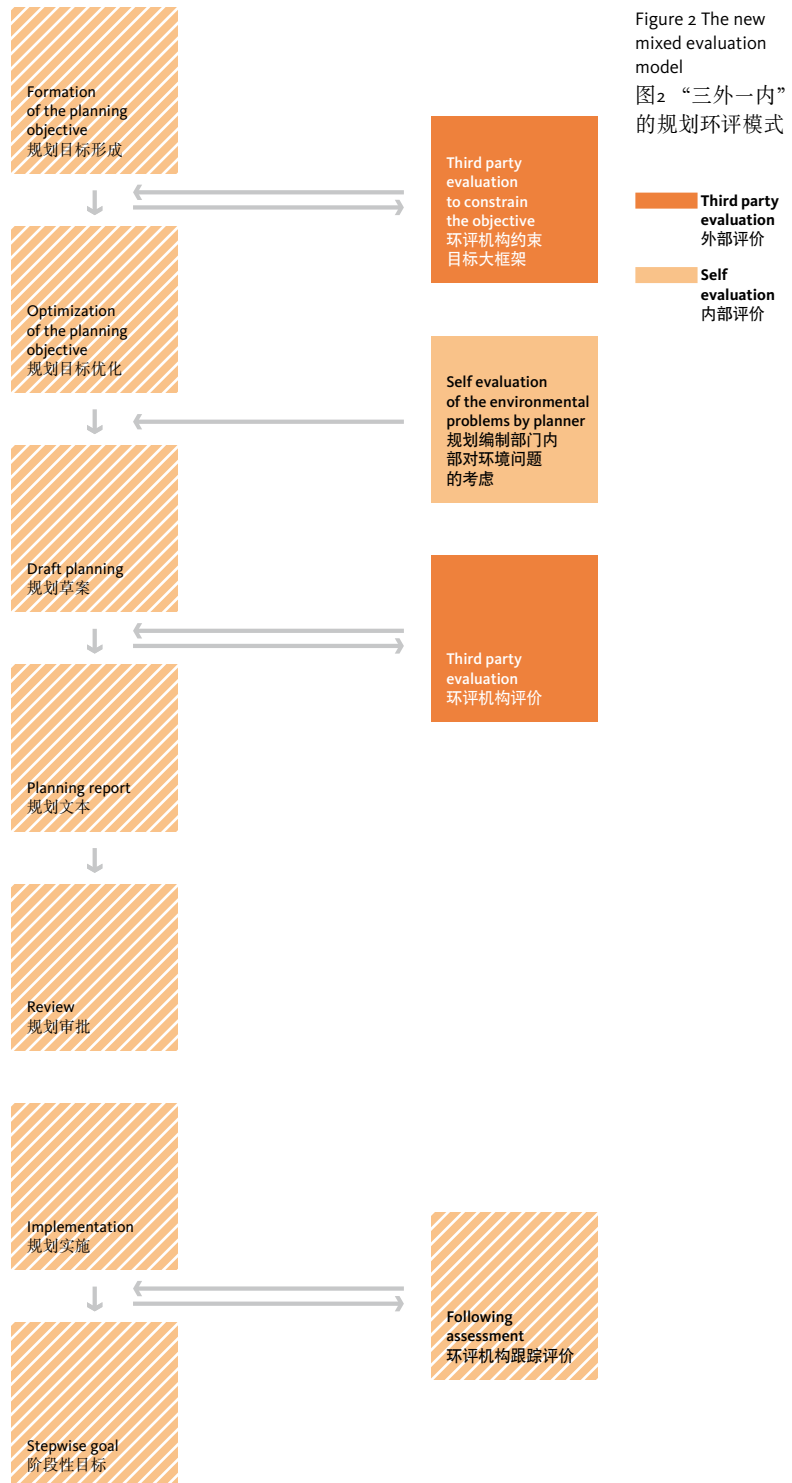 Figure 2 The new
mixed evaluation
model
图2 “三外一内”
的规划环评模式
Third party
evaluation
外部评价
Self
evaluation
内部评价
Formation
of the planning
objective
规划目标形成
Third party
evaluation
to constrain
the objective
环评机构约束
目标大框架
Optimization
of the planning
objective
规划目标优化
Self evaluation
of the environmental
problems by planner
规划编制部门内
部对环境问题
的考虑
Draft planning
规划草案
Third party
evaluation
环评机构评价
Planning report
规划文本
Review
规划审批
Implementation
规划实施
Following
assessment
环评机构跟踪评价
Stepwise goal
阶段性目标